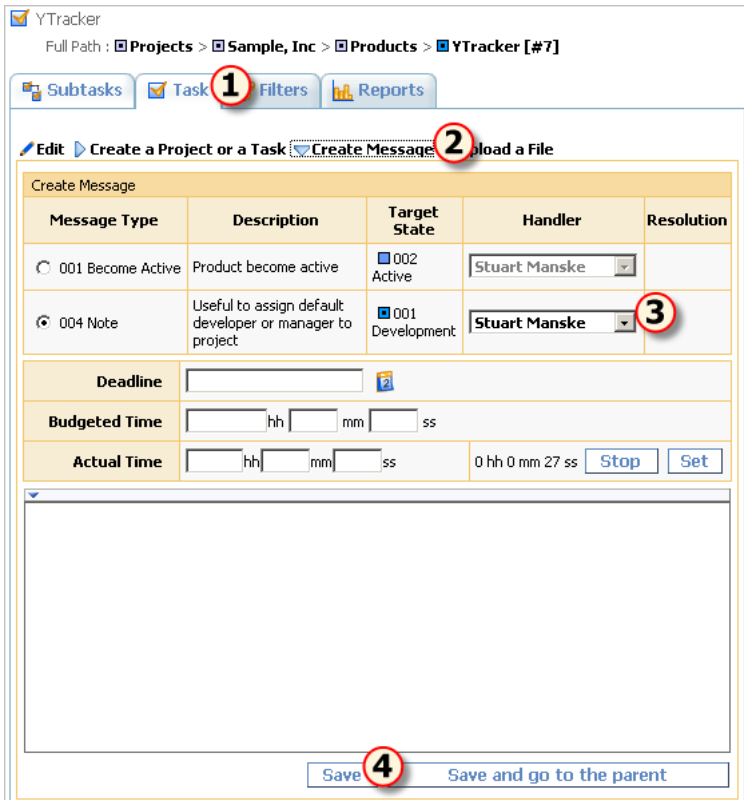 YTracker
Full Path : Projects > Sample, Inc > Products > YTracker [#7]
Subtasks Task 1 Filters Reports
Edit Create a Project or a Task Create Message 2 pload a File
Create Message
Message Type Description Target State Handler Resolution
001 Become Active Product become active 002 Active Stuart Manske
004 Note Useful to assign default developer or manager to project 001 Development Stuart Manske 3
Deadline 2
Budgeted Time hh mm ss
Actual Time hh mm ss 0 hh 0 mm 27 ss Stop Set
Save 4 Save and go to the parent